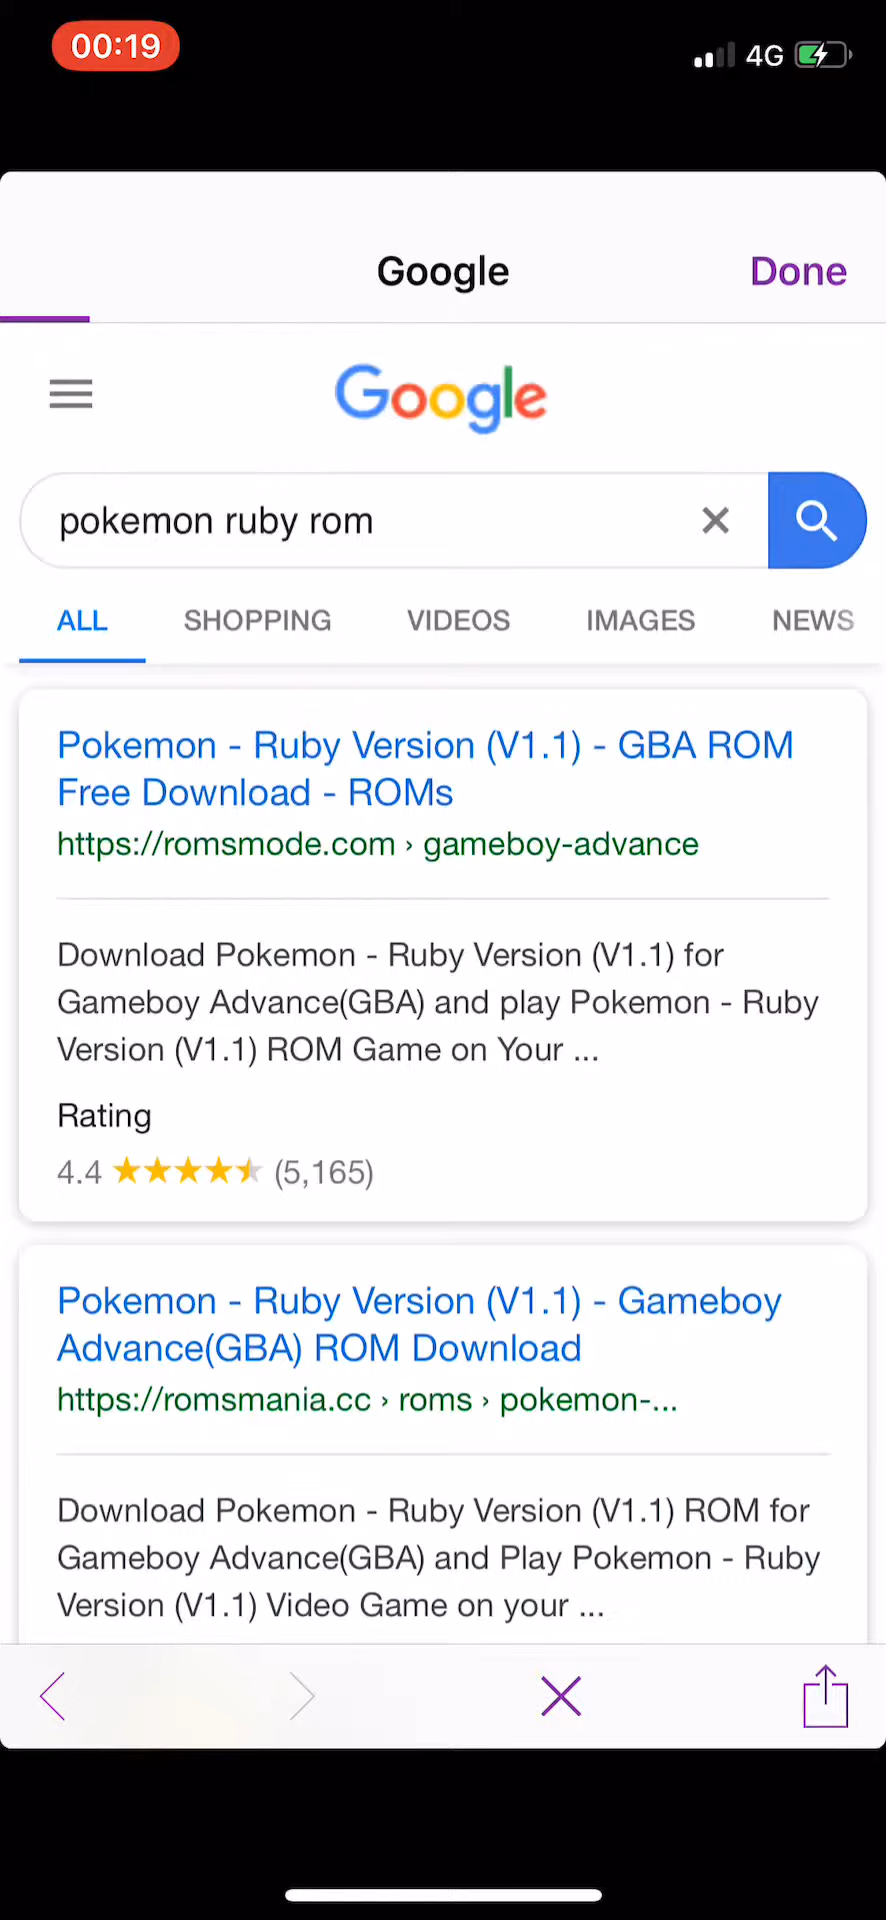 00:19
4G
Google
Done
Google
pokemon ruby rom
ALL SHOPPING VIDEOS IMAGES NEWS
Pokemon - Ruby Version (V1.1) - GBA ROM
Free Download - ROMs
https://romsmode.com › gameboy-advance
Download Pokemon - Ruby Version (V1.1) for
Gameboy Advance(GBA) and play Pokemon - Ruby
Version (V1.1) ROM Game on Your ...
Rating
4.4 (5,165)
Pokemon - Ruby Version (V1.1) - Gameboy
Advance(GBA) ROM Download
https://romsmania.cc › roms › pokemon-...
Download Pokemon - Ruby Version (V1.1) ROM for
Gameboy Advance(GBA) and Play Pokemon - Ruby
Version (V1.1) Video Game on your ...